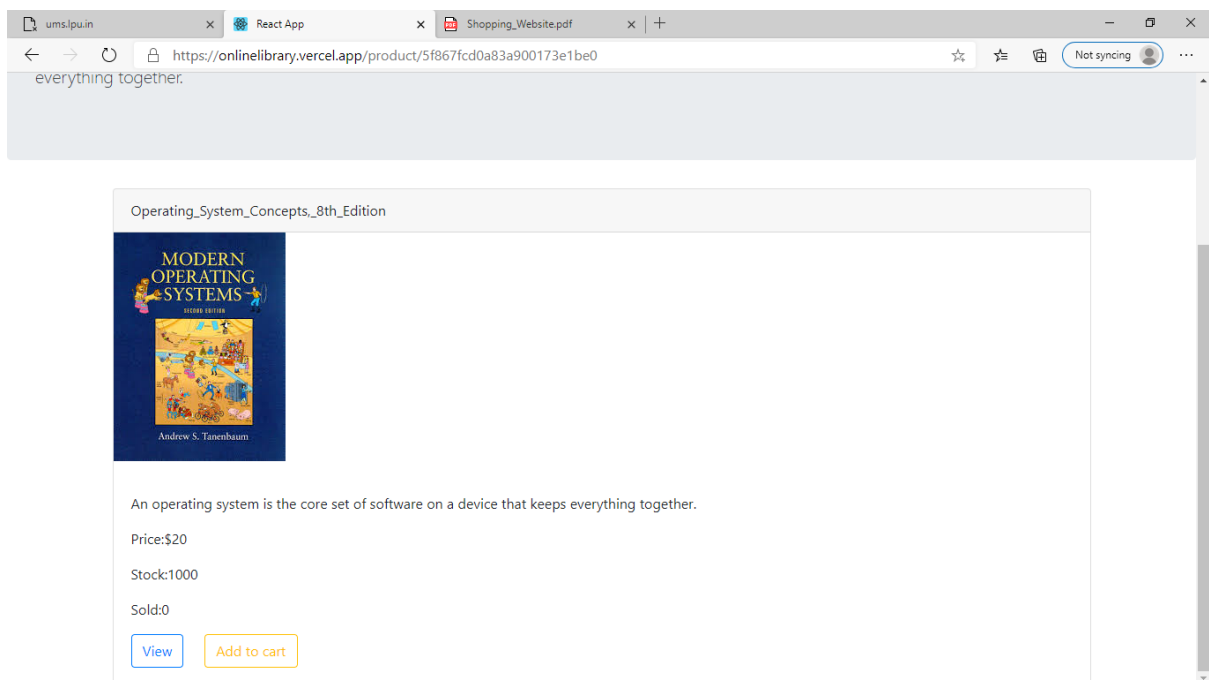 ums.lpu.in
React App
Shopping_Website.pdf
https://onlinelibrary.vercel.app/product/5f867fcd0a83a900173e1be0
Not syncing
everything together.
Operating_System_Concepts,_8th_Edition
MODERN
OPERATING
SYSTEMS
SECOND EDITION
Andrew S. Tanenbaum
An operating system is the core set of software on a device that keeps everything together.
Price:$20
Stock:1000
Sold:0
View
Add to cart